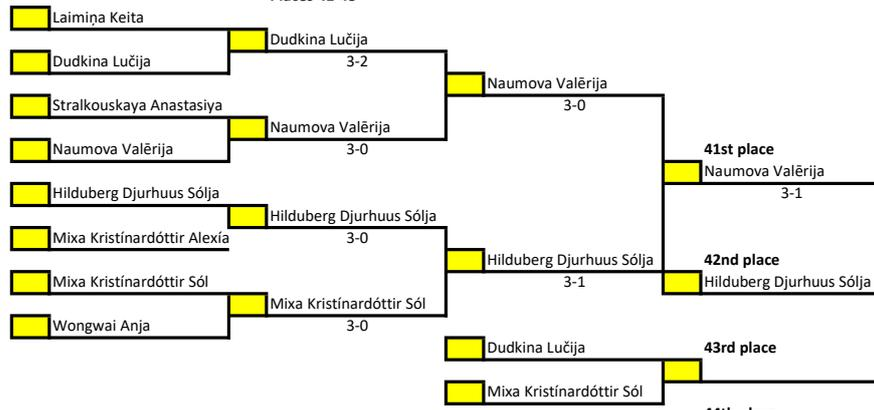 Laimiņa Keita
Dudkina Lučija
Dudkina Lučija
3-2
Naumova Valērija
3-0
Stralkouskaya Anastasiya
Naumova Valērija
3-0
Naumova Valērija
41st place
Naumova Valērija
3-1
Hilduberg Djurhuus Sólja
Hilduberg Djurhuus Sólja
3-0
Mixa Kristínardóttir Alexía
Hilduberg Djurhuus Sólja
3-1
42nd place
Hilduberg Djurhuus Sólja
Mixa Kristínardóttir Sól
Mixa Kristínardóttir Sól
3-0
Wongwai Anja
Dudkina Lučija
43rd place
Mixa Kristínardóttir Sól